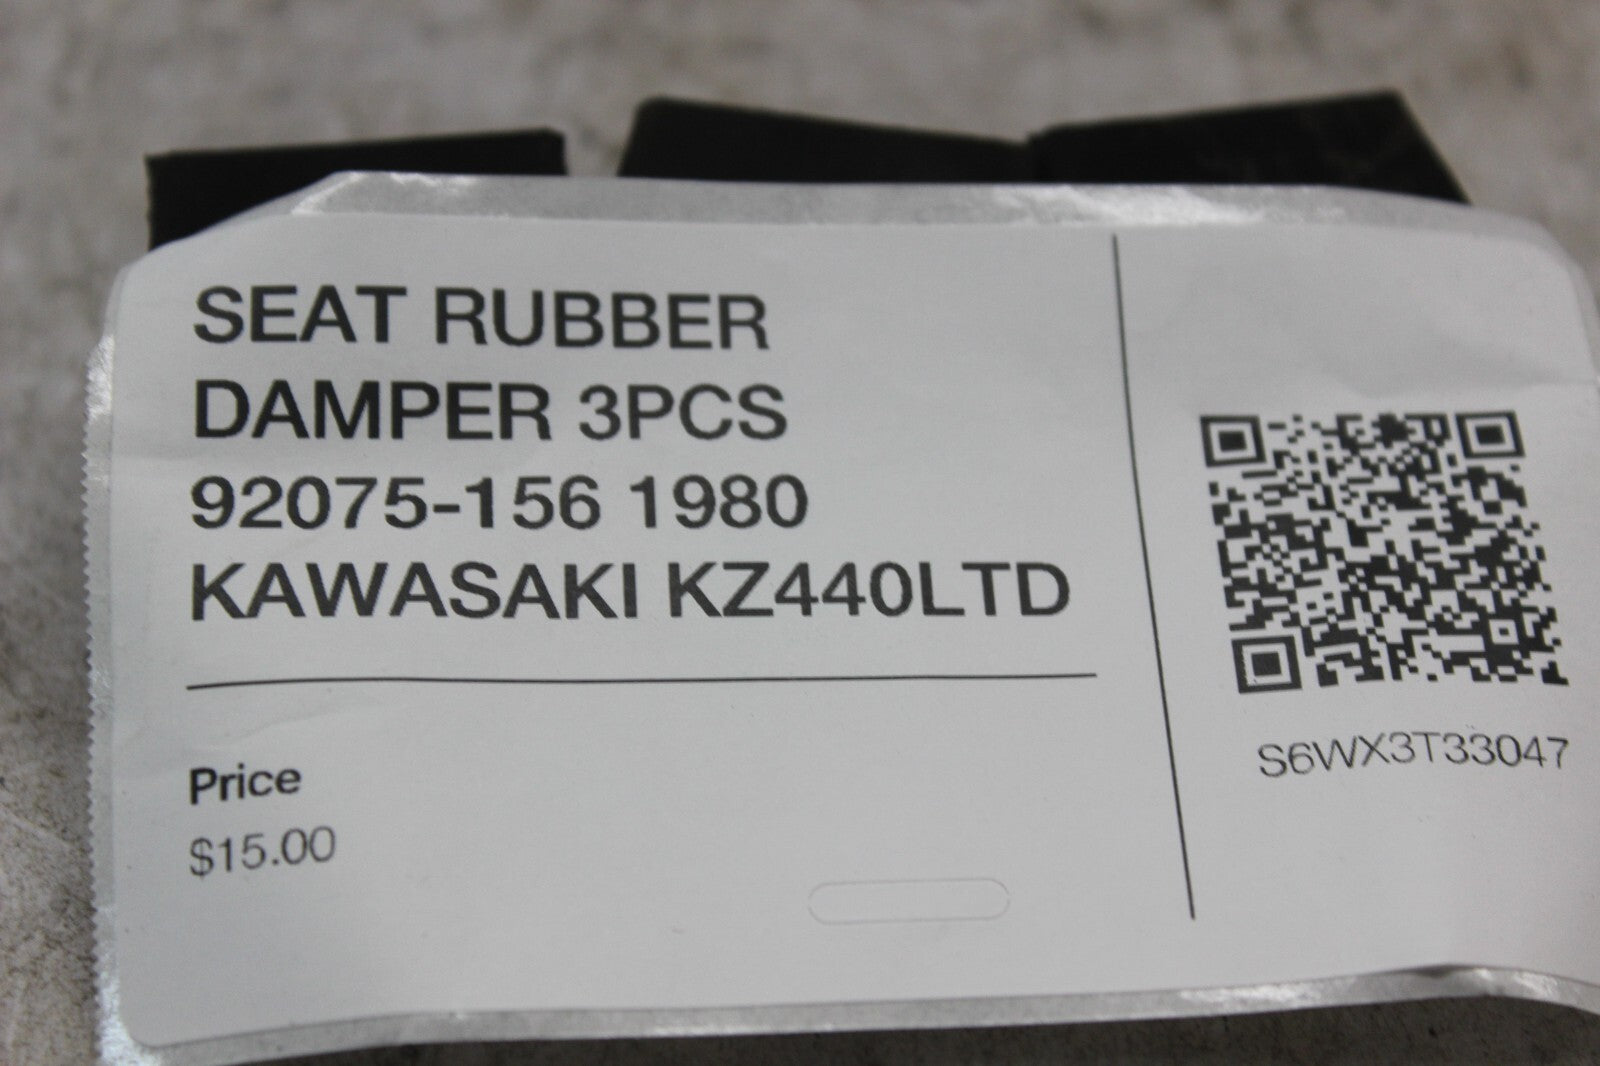 SEAT RUBBER
DAMPER 3PCS
92075-156 1980
KAWASAKI KZ440LTD
Price
$15.00
S6WX3T33047